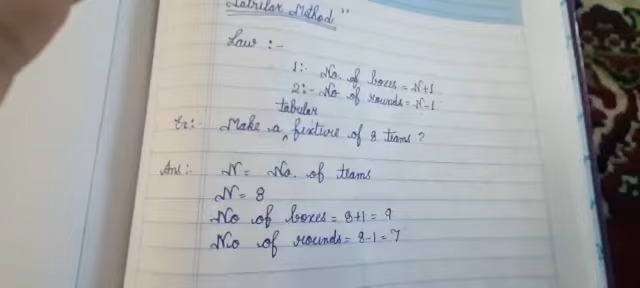 Tabular Method"
Law :-
1:- No. of boxes = N+1
2:- No of rounds = N-1
tabular
Ex:- Make a ^ fixture of 8 teams ?
Ans:- N = No. of teams
N = 8
No of boxes = 8+1 = 9
No of rounds = 8-1 = 7